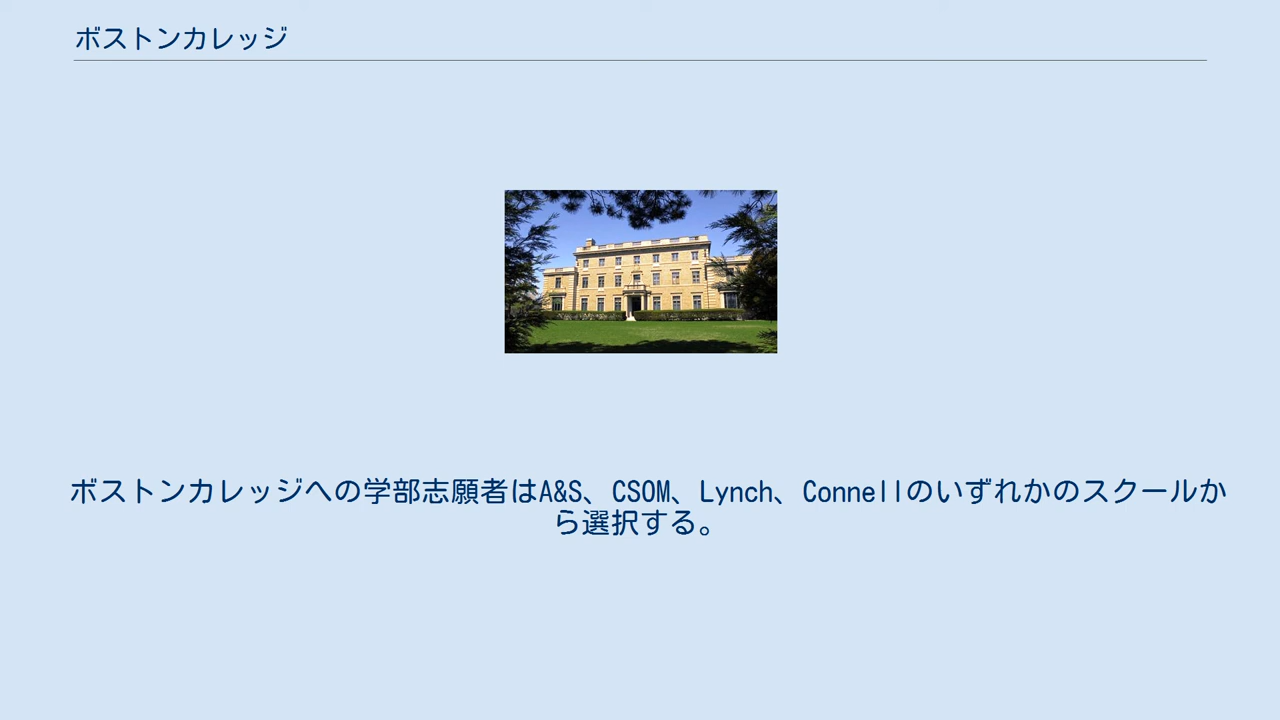 ボストンカレッジ
ボストンカレッジへの学部志願者はA&S、CSOM、Lynch、Connellのいずれかのスクールか
ら選択する。